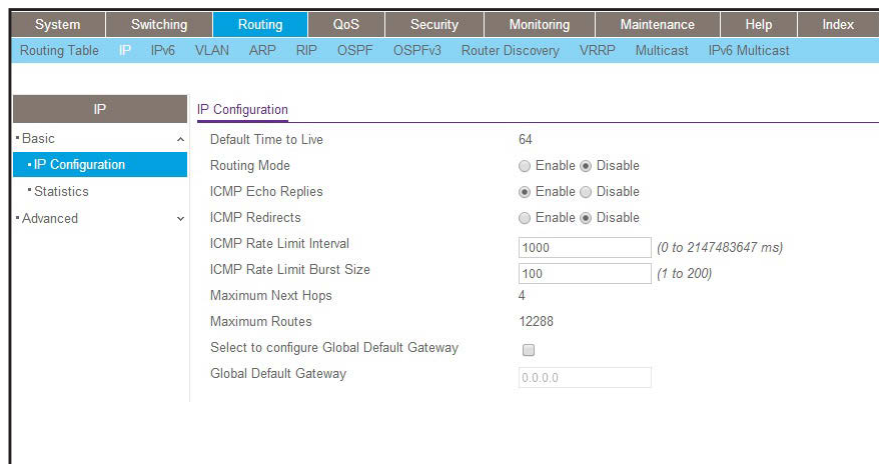 System Switching Routing QoS Security Monitoring Maintenance Help Index
Routing Table IP IPv6 VLAN ARP RIP OSPF OSPFv3 Router Discovery VRRP Multicast IPv6 Multicast
IP
Basic
IP Configuration
Statistics
Advanced
IP Configuration
Default Time to Live 64
Routing Mode Enable Disable
ICMP Echo Replies Enable Disable
ICMP Redirects Enable Disable
ICMP Rate Limit Interval 1000 (0 to 2147483647 ms)
ICMP Rate Limit Burst Size 100 (1 to 200)
Maximum Next Hops 4
Maximum Routes 12288
Select to configure Global Default Gateway
Global Default Gateway 0.0.0.0